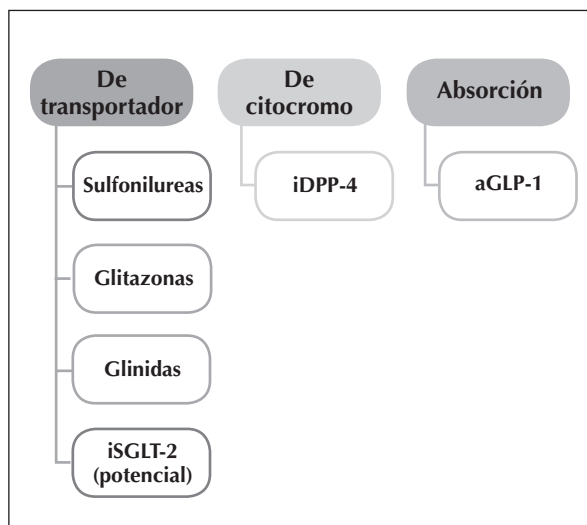 De
transportador
Sulfonilureas
Glitazonas
Glinidas
iSGLT-2
(potencial)
De
citocromo
iDPP-4
Absorción
aGLP-1